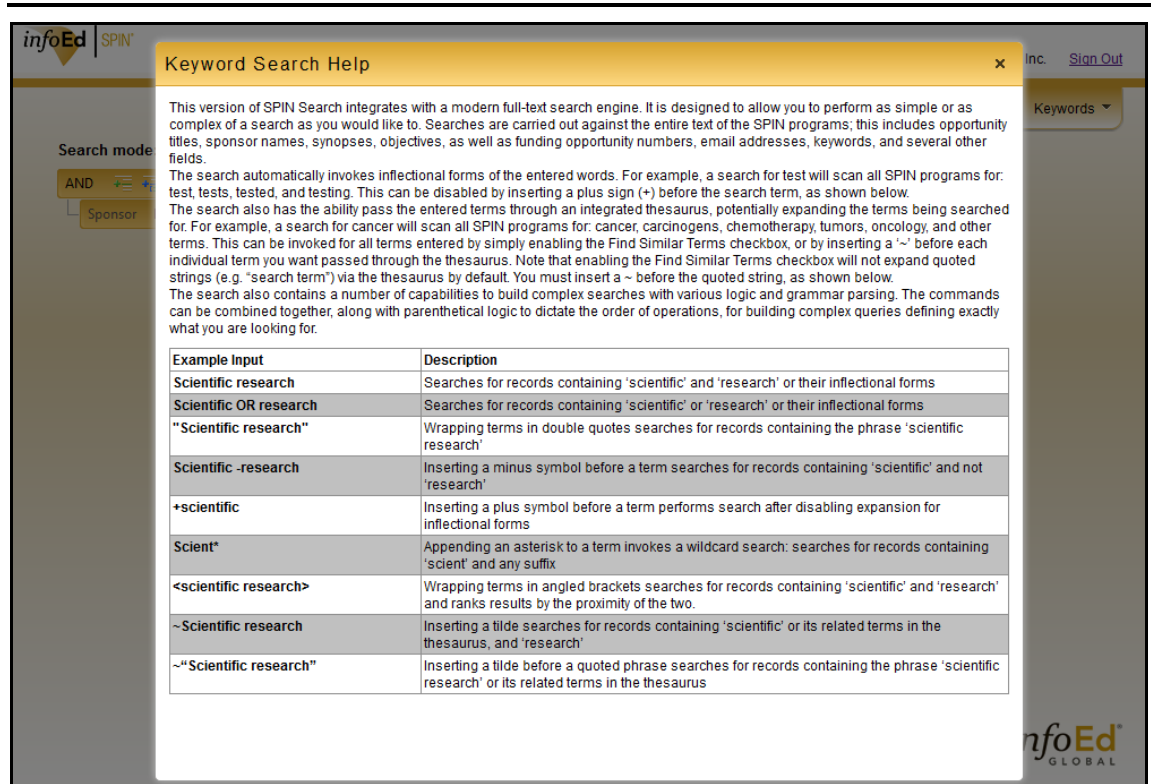 infoEd SPIN
Inc. Sign Out
Keyword Search Help ×
Keywords
Search mode
AND
Sponsor
This version of SPIN Search integrates with a modern full-text search engine. It is designed to allow you to perform as simple or as
complex of a search as you would like to. Searches are carried out against the entire text of the SPIN programs; this includes opportunity
titles, sponsor names, synopses, objectives, as well as funding opportunity numbers, email addresses, keywords, and several other
fields.
The search automatically invokes inflectional forms of the entered words. For example, a search for test will scan all SPIN programs for:
test, tests, tested, and testing. This can be disabled by inserting a plus sign (+) before the search term, as shown below.
The search also has the ability pass the entered terms through an integrated thesaurus, potentially expanding the terms being searched
for. For example, a search for cancer will scan all SPIN programs for: cancer, carcinogens, chemotherapy, tumors, oncology, and other
terms. This can be invoked for all terms entered by simply enabling the Find Similar Terms checkbox, or by inserting a '~' before each
individual term you want passed through the thesaurus. Note that enabling the Find Similar Terms checkbox will not expand quoted
strings (e.g. "search term") via the thesaurus by default. You must insert a ~ before the quoted string, as shown below.
The search also contains a number of capabilities to build complex searches with various logic and grammar parsing. The commands
can be combined together, along with parenthetical logic to dictate the order of operations, for building complex queries defining exactly
what you are looking for.
Example Input Description
Scientific research Searches for records containing 'scientific' and 'research' or their inflectional forms
Scientific OR research Searches for records containing 'scientific' or 'research' or their inflectional forms
"Scientific research" Wrapping terms in double quotes searches for records containing the phrase 'scientific
research'
Scientific -research Inserting a minus symbol before a term searches for records containing 'scientific' and not
'research'
+scientific Inserting a plus symbol before a term performs search after disabling expansion for
inflectional forms
Scient* Appending an asterisk to a term invokes a wildcard search: searches for records containing
'scient' and any suffix
<scientific research> Wrapping terms in angled brackets searches for records containing 'scientific' and 'research'
and ranks results by the proximity of the two.
~Scientific research Inserting a tilde searches for records containing 'scientific' or its related terms in the
thesaurus, and 'research'
~"Scientific research" Inserting a tilde before a quoted phrase searches for records containing the phrase 'scientific
research' or its related terms in the thesaurus
nfoEd
GLOBAL